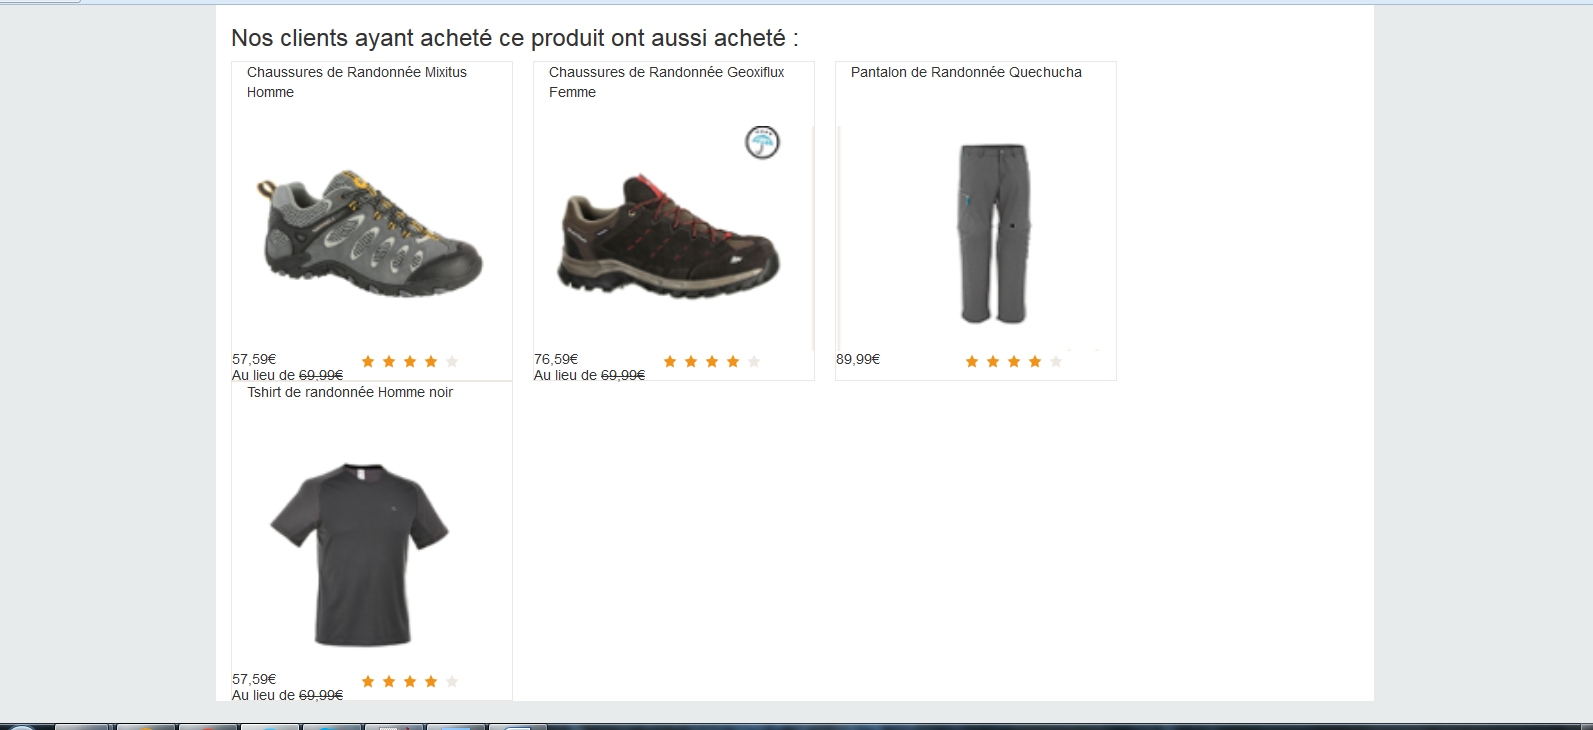 Nos clients ayant acheté ce produit ont aussi acheté :
Chaussures de Randonnée Mixitus
Homme
57,59€
Au lieu de 69,99€
Chaussures de Randonnée Geoxiflux
Femme
76,59€
Au lieu de 69,99€
Pantalon de Randonnée Quechucha
89,99€
Tshirt de randonnée Homme noir
57,59€
Au lieu de 69,99€